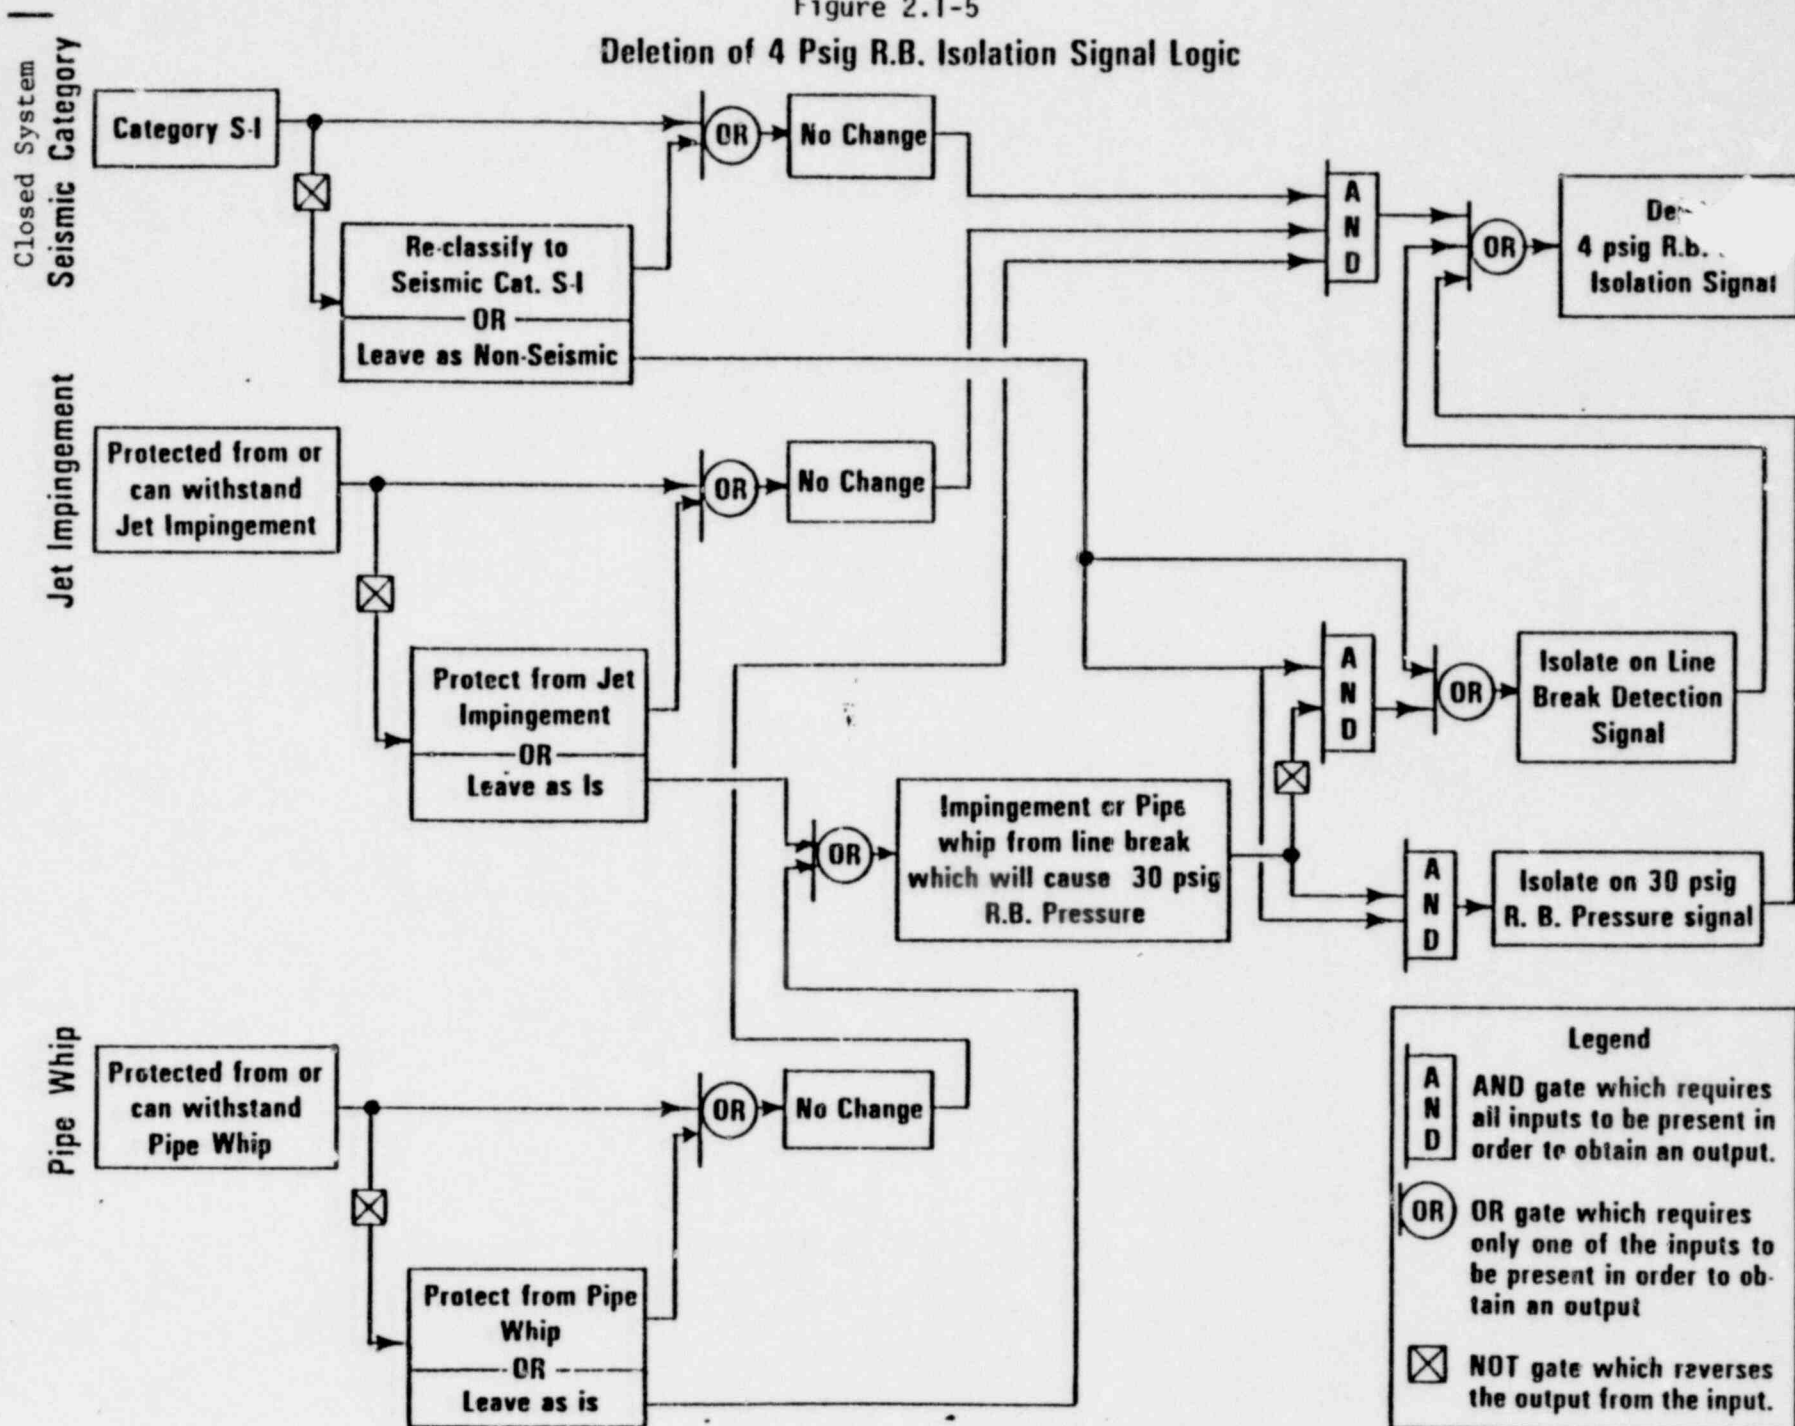 Figure 2.1-5
Deletion of 4 Psig R.B. Isolation Signal Logic
Closed System
Seismic Category
Category S-I
OR
No Change
Re-classify to
Seismic Cat. S-I
OR
Leave as Non-Seismic
AND
OR
4 psig R.b.
Isolation Signal
Jet Impingement
Protected from or
can withstand
Jet Impingement
OR
No Change
Protect from Jet
Impingement
OR
Leave as Is
OR
Impingement or Pipe
whip from line break
which will cause 30 psig
R.B. Pressure
AND
OR
Isolate on Line
Break Detection
Signal
AND
Isolate on 30 psig
R. B. Pressure signal
Pipe Whip
Protected from or
can withstand
Pipe Whip
OR
No Change
Protect from Pipe
Whip
OR
Leave as is
Legend
AND
AND gate which requires
all inputs to be present in
order to obtain an output.
OR
OR gate which requires
only one of the inputs to
be present in order to ob-
tain an output
NOT gate which reverses
the output from the input.